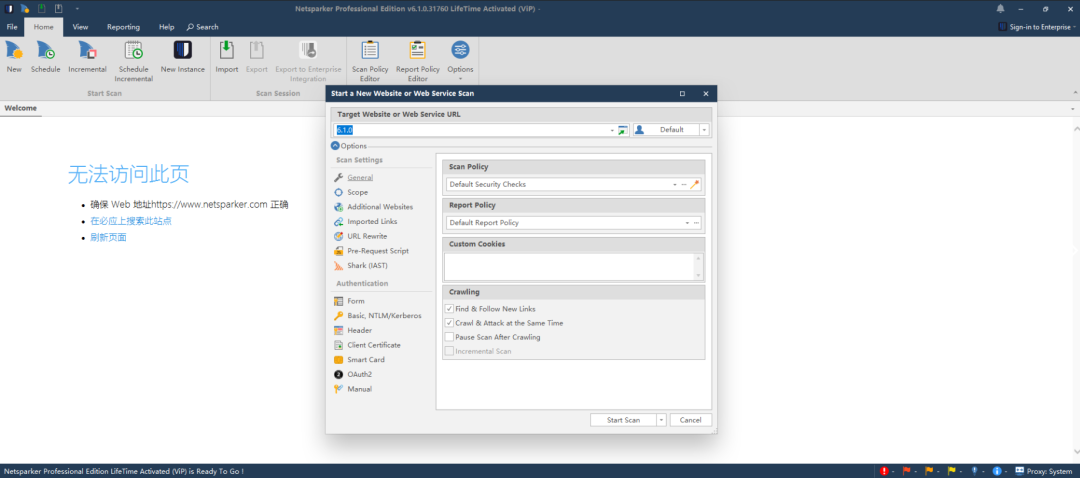 Netsparker Professional Edition v6.1.0.31760 LifeTime Activated (ViP) -
File Home View Reporting Help Search
Sign-in to Enterprise
New Schedule Incremental Schedule Incremental New Instance Import Export Export to Enterprise Integration Scan Policy Editor Report Policy Editor Options
Start Scan Scan Session
Welcome
无法访问此页
确保 Web 地址https://www.netsparker.com 正确
在必应上搜索此站点
刷新页面
Start a New Website or Web Service Scan
Target Website or Web Service URL
6.1.0
Default
Options
Scan Settings
General
Scope
Additional Websites
Imported Links
URL Rewrite
Pre-Request Script
Shark (IAST)
Authentication
Form
Basic, NTLM/Kerberos
Header
Client Certificate
Smart Card
OAuth2
Manual
Scan Policy
Default Security Checks
Report Policy
Default Report Policy
Custom Cookies
Crawling
Find & Follow New Links
Crawl & Attack at the Same Time
Pause Scan After Crawling
Incremental Scan
Start Scan Cancel
Netsparker Professional Edition LifeTime Activated (ViP) is Ready To Go !
Proxy: System